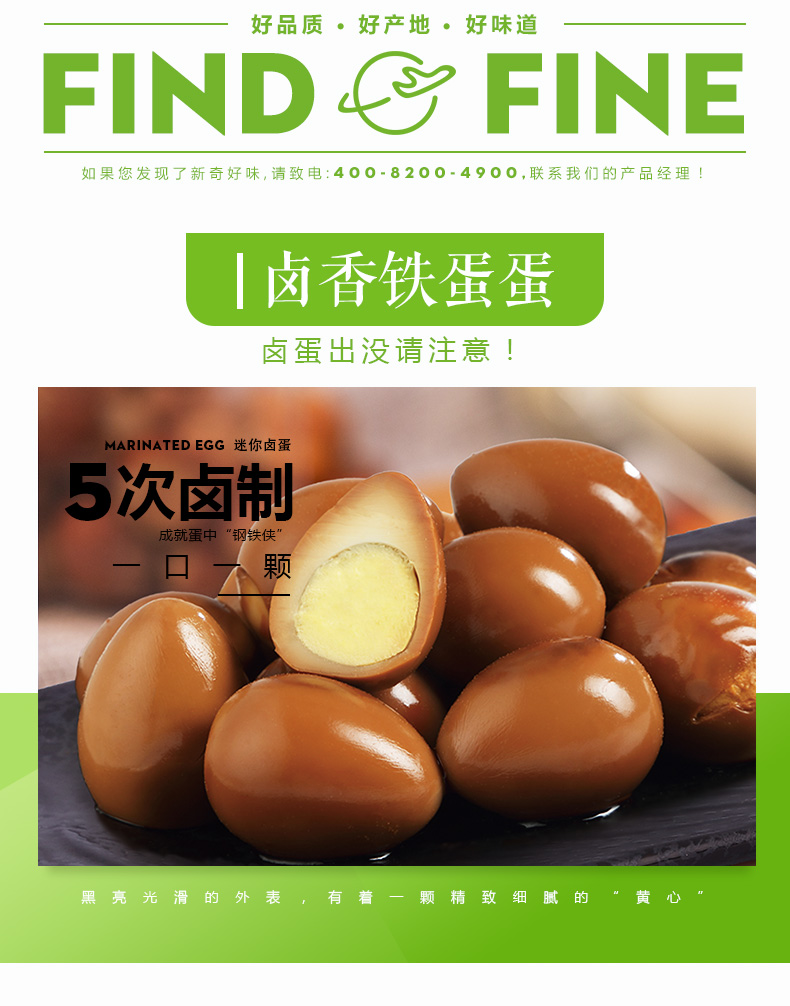 好品质 • 好产地 • 好味道
FIND FINE
如果您发现了新奇好味,请致电:400-8200-4900,联系我们的产品经理！
卤香铁蛋蛋
卤蛋出没请注意！
MARINATED EGG 迷你卤蛋
5次卤制
成就蛋中“钢铁侠”
一口一颗
黑亮光滑的外表，有着一颗精致细腻的“黄心”